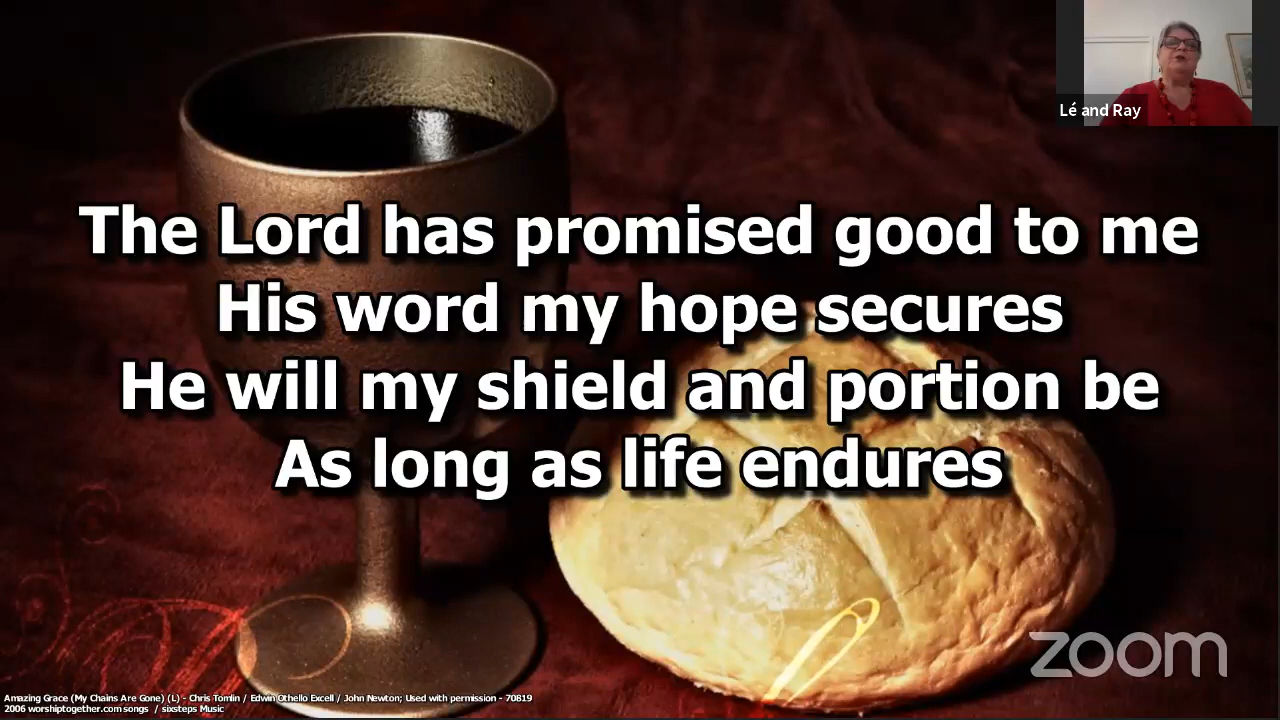 Lé and Ray
The Lord has promised good to me
His word my hope secures
He will my shield and portion be
As long as life endures
zoom
Amazing Grace (My Chains Are Gone) (L) - Chris Tomlin / Edwin Othello Excell / John Newton; Used with permission - 70819
2006 worshiptogether.com songs / sixsteps Music